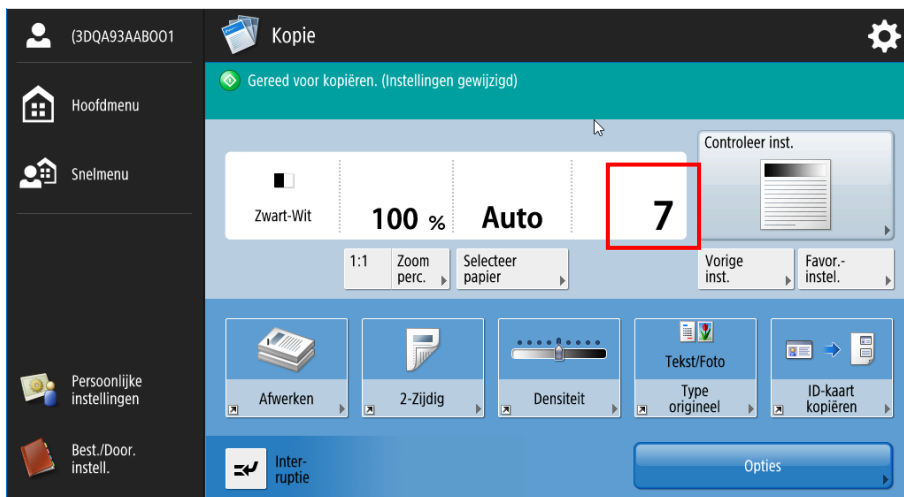 (3DQA93AAB001
Kopie
Gereed voor kopiëren. (Instellingen gewijzigd)
Hoofdmenu
Snelmenu
Controleer inst.
Zwart-Wit
100 %
Auto
7
1:1
Zoom
perc.
Selecteer
papier
Vorige
inst.
Favor.-
instel.
Afwerken
2-Zijdig
Densiteit
Tekst/Foto
Type
origineel
ID-kaart
kopiëren
Persoonlijke
instellingen
Best./Door.
instell.
Inter-
ruptie
Opties